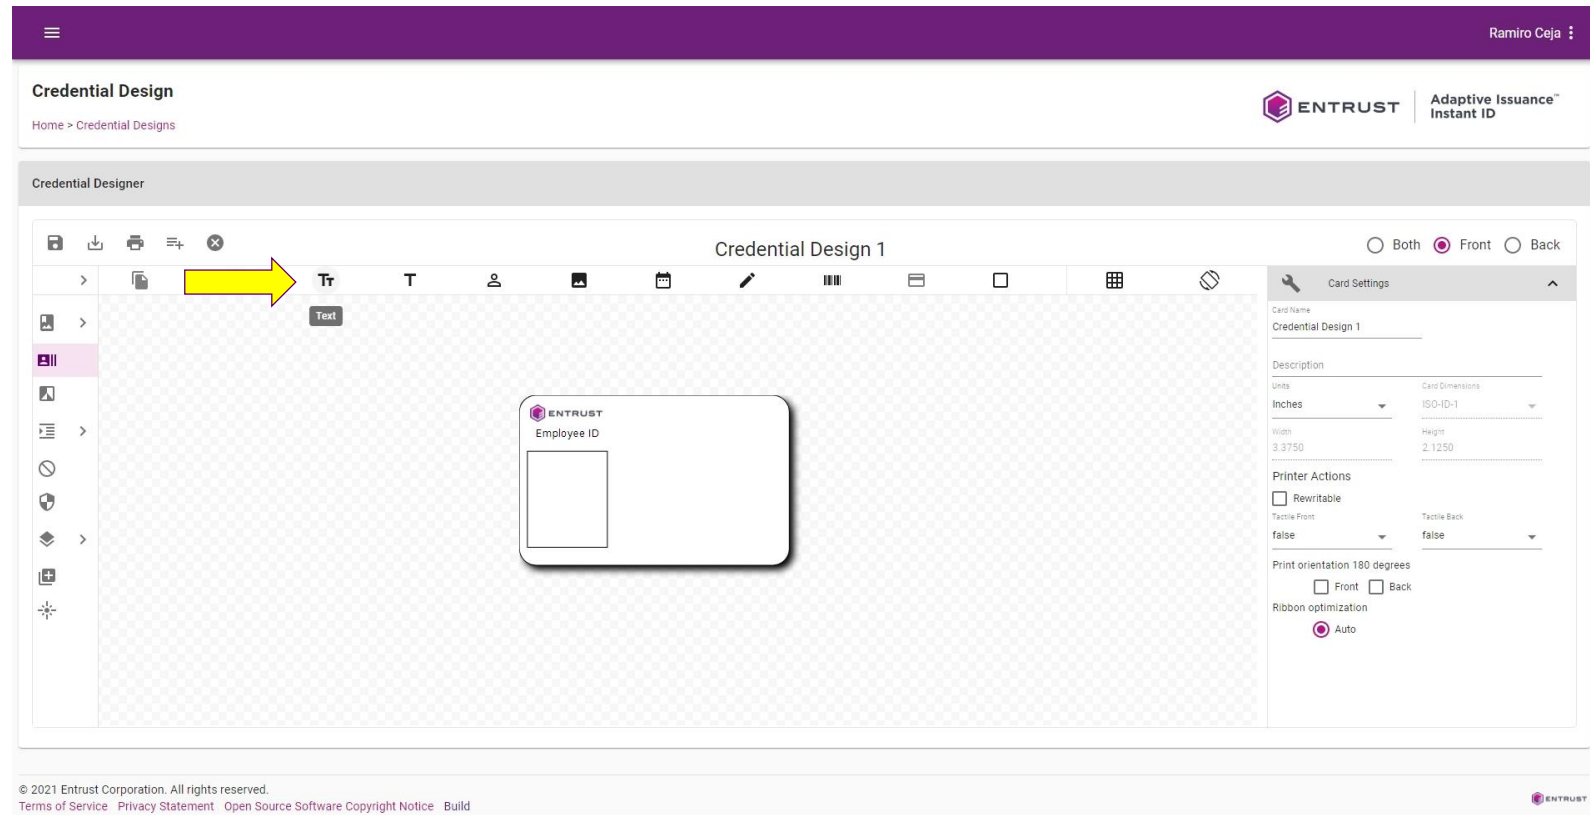 Ramiro Ceja
Credential Design
Home > Credential Designs
ENTRUST
Adaptive Issuance™
Instant ID
Credential Designer
Credential Design 1
Both Front Back
Tт T
Text
Card Settings
Card Name
Credential Design 1
Description
Units Card Dimensions
Inches ISO-ID-1
Width Height
3.3750 2.1250
Printer Actions
Rewritable
Tactile Front Tactile Back
false false
Print orientation 180 degrees
Front Back
Ribbon optimization
Auto
ENTRUST
Employee ID
© 2021 Entrust Corporation. All rights reserved.
Terms of Service Privacy Statement Open Source Software Copyright Notice Build
ENTRUST